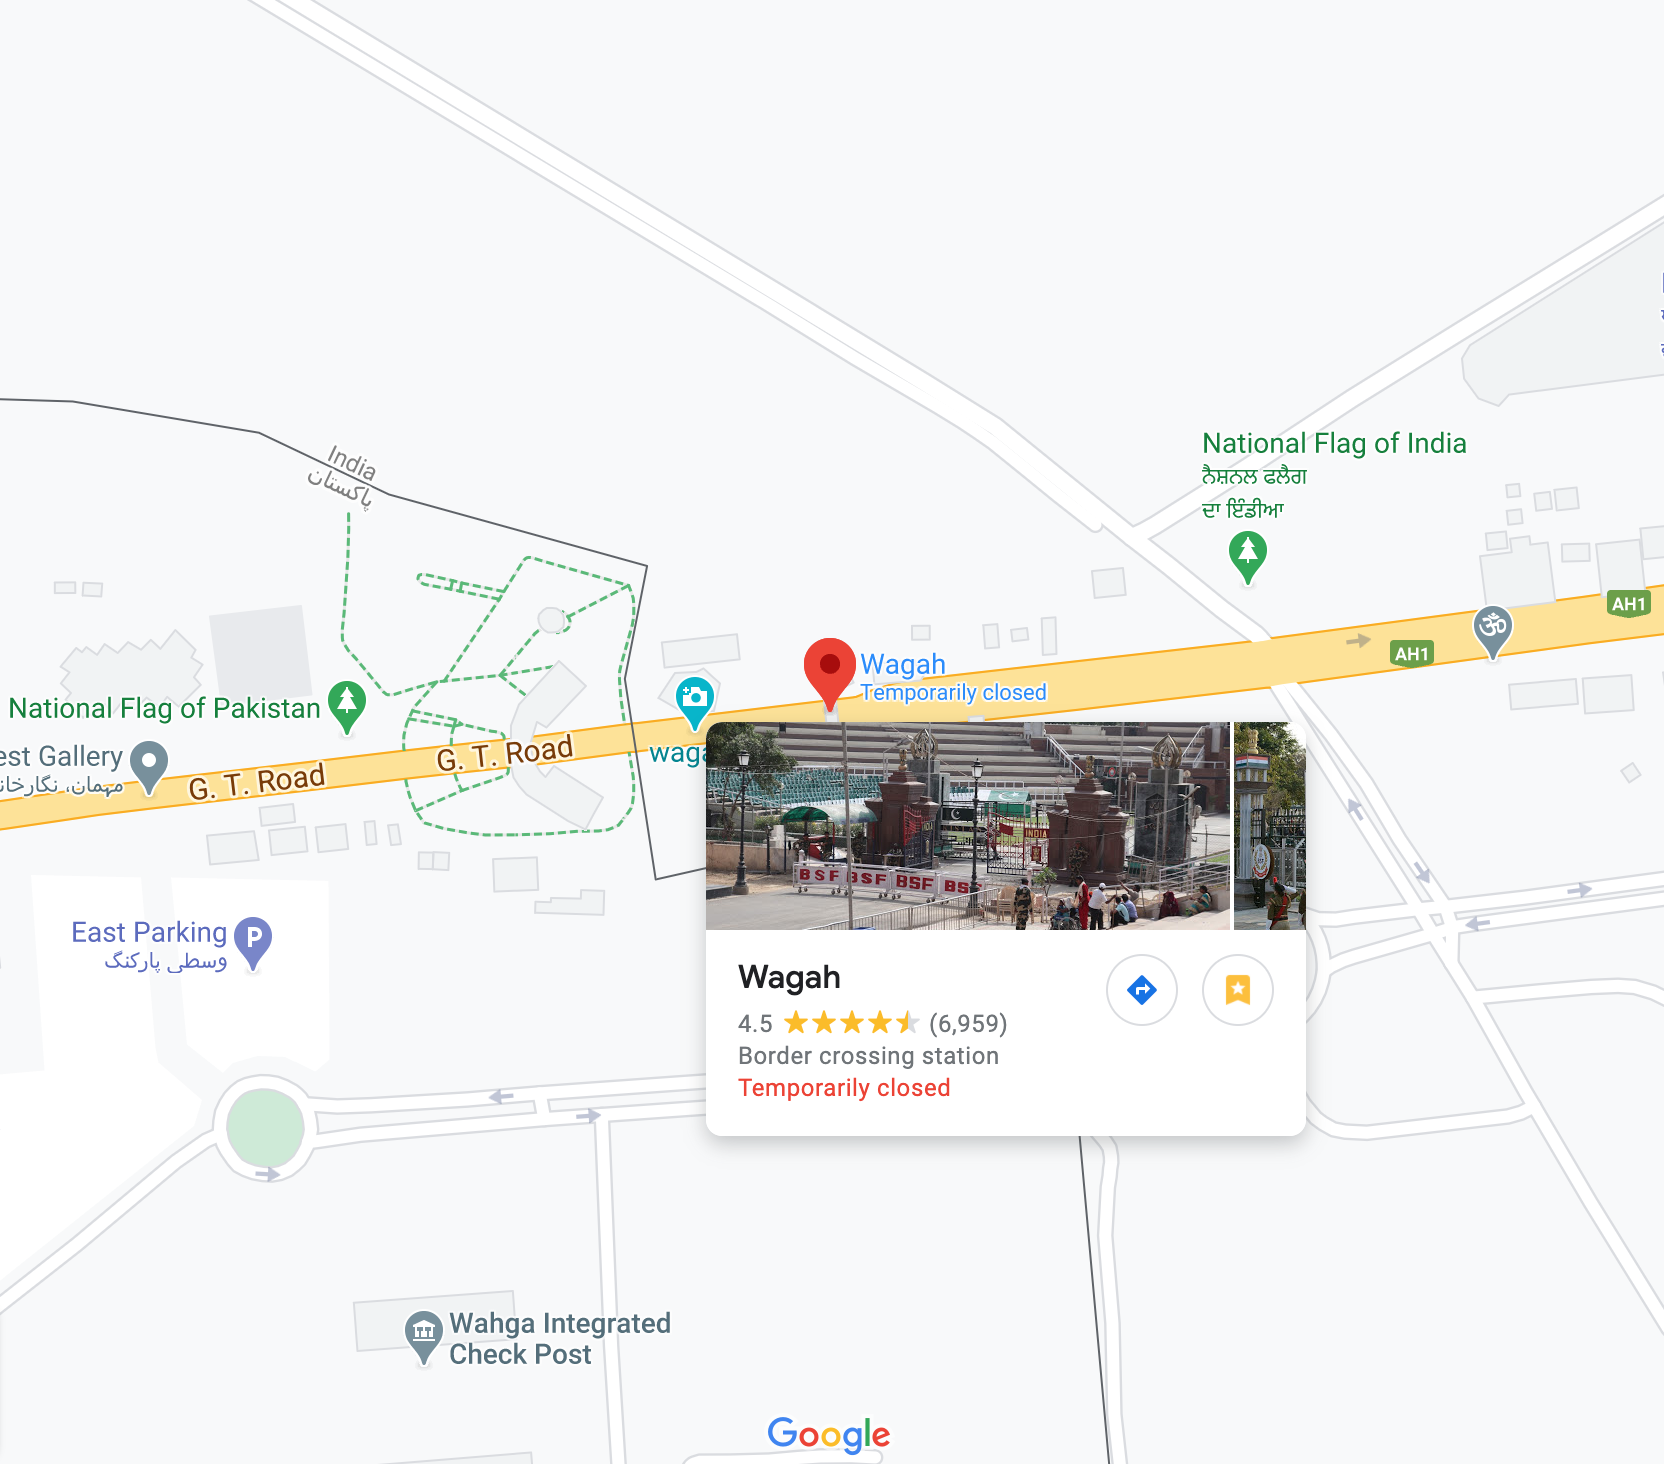 India
پاکستان
National Flag of India
ਨੈਸ਼ਨਲ ਫਲੈਗ
ਦਾ ਇੰਡੀਆ
AH1
AH1
Wagah
Temporarily closed
National Flag of Pakistan
est Gallery
مہمان، نگارخا
G. T. Road
G. T. Road
waga
INDIA
BSF BSF BSF BS
East Parking
وسطی پارکنگ
P
Wagah
4.5 (6,959)
Border crossing station
Temporarily closed
Wahga Integrated
Check Post
Google